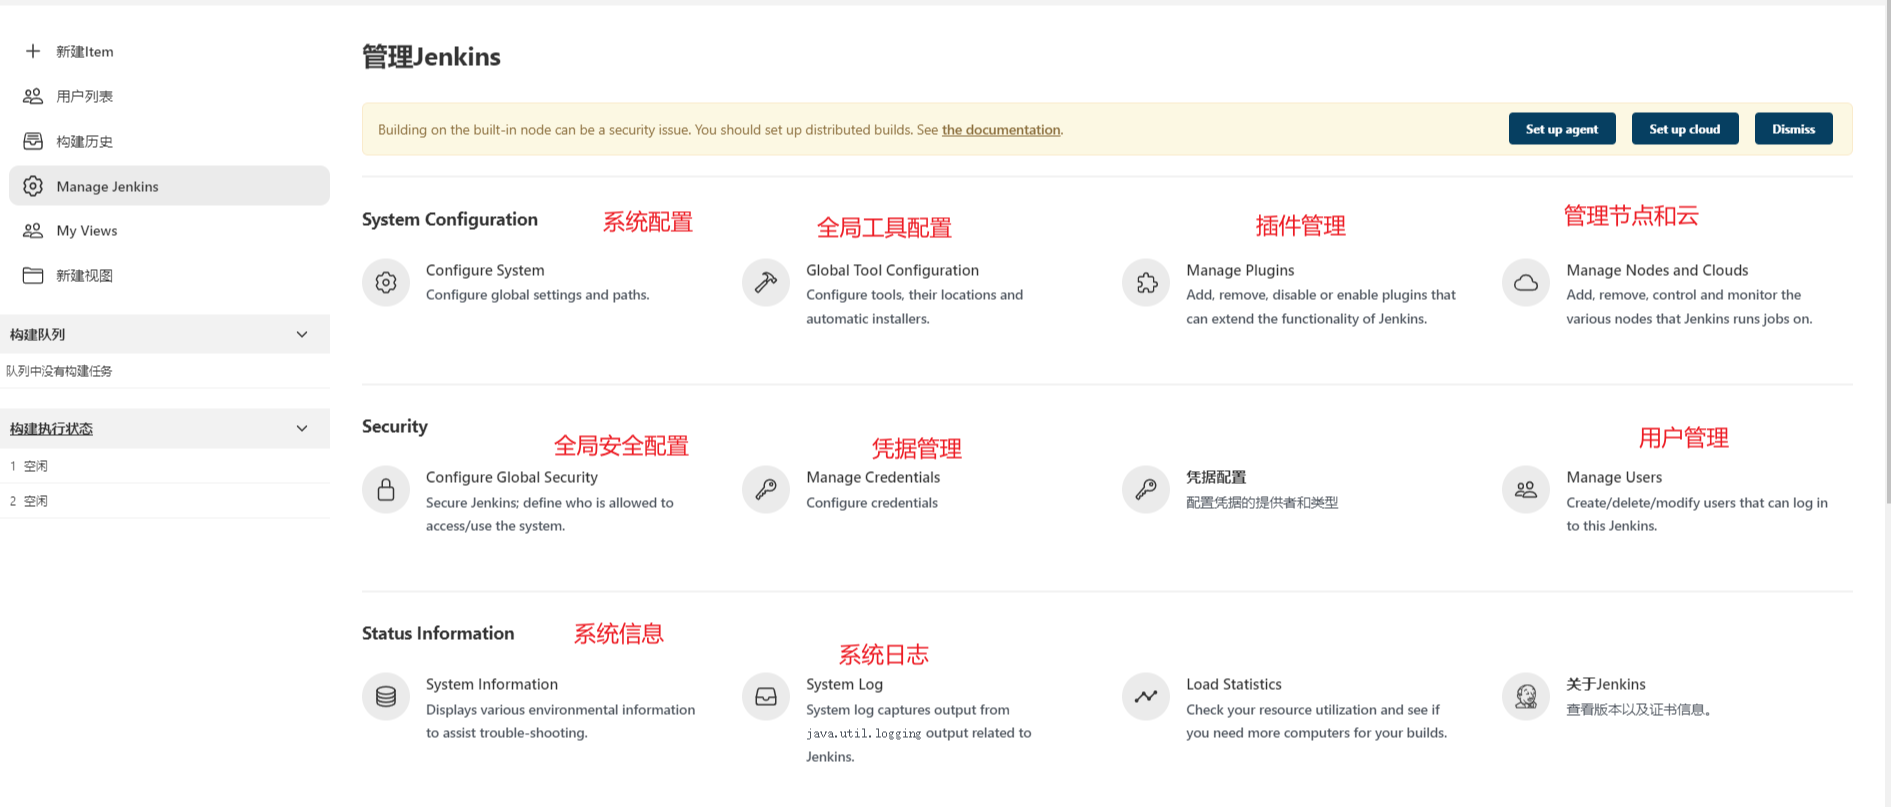 新建Item
用户列表
构建历史
Manage Jenkins
My Views
新建视图
构建队列
队列中没有构建任务
构建执行状态
1 空闲
2 空闲
管理Jenkins
Building on the built-in node can be a security issue. You should set up distributed builds. See the documentation.
Set up agent
Set up cloud
Dismiss
System Configuration
系统配置
全局工具配置
插件管理
管理节点和云
Configure System
Configure global settings and paths.
Global Tool Configuration
Configure tools, their locations and
automatic installers.
Manage Plugins
Add, remove, disable or enable plugins that
can extend the functionality of Jenkins.
Manage Nodes and Clouds
Add, remove, control and monitor the
various nodes that Jenkins runs jobs on.
Security
全局安全配置
凭据管理
用户管理
Configure Global Security
Secure Jenkins; define who is allowed to
access/use the system.
Manage Credentials
Configure credentials
凭据配置
配置凭据的提供者和类型
Manage Users
Create/delete/modify users that can log in
to this Jenkins.
Status Information
系统信息
系统日志
System Information
Displays various environmental information
to assist trouble-shooting.
System Log
System log captures output from
java.util.logging output related to
Jenkins.
Load Statistics
Check your resource utilization and see if
you need more computers for your builds.
关于Jenkins
查看版本以及证书信息。